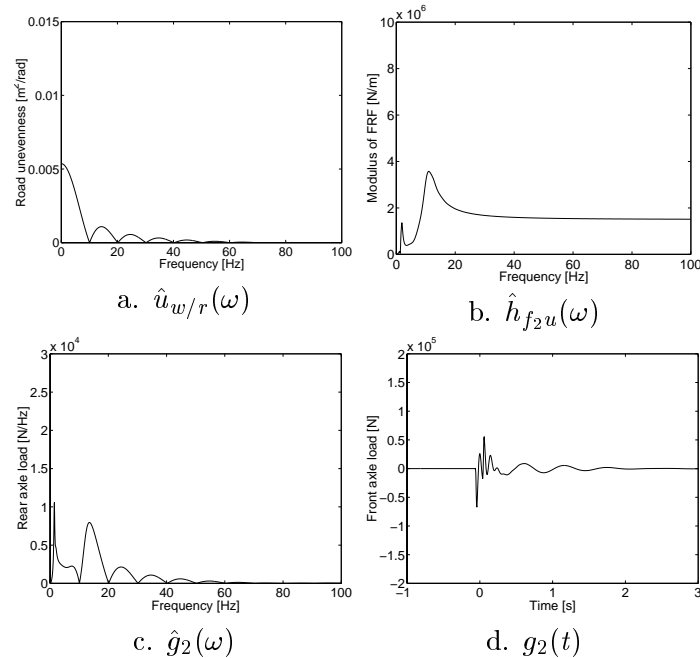 0.015
0.01
0.005
0
Road unevenness [m²/rad]
0 20 40 60 80 100
Frequency [Hz]
a. û_{w/r}(ω)
x 10⁶
10
8
6
4
2
0
Modulus of FRF [N/m]
0 20 40 60 80 100
Frequency [Hz]
b. ĥ_{f₂u}(ω)
x 10⁴
3
2.5
2
1.5
1
0.5
0
Rear axle load [N/Hz]
0 20 40 60 80 100
Frequency [Hz]
c. ĝ₂(ω)
x 10⁵
2
1.5
1
0.5
0
−0.5
−1
−1.5
−2
Front axle load [N]
−1 0 1 2 3
Time [s]
d. g₂(t)